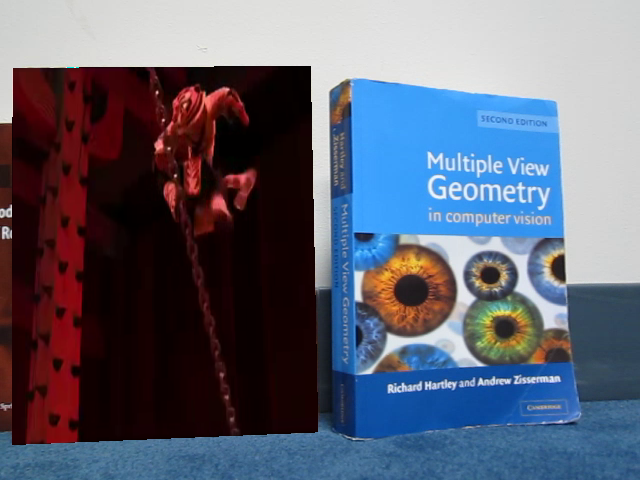 od
R
SECOND EDITION
Multiple View
Geometry
in computer vision
Richard Hartley and Andrew Zisserman
CAMBRIDGE
Hartley and
Zisserman
Multiple View Geometry